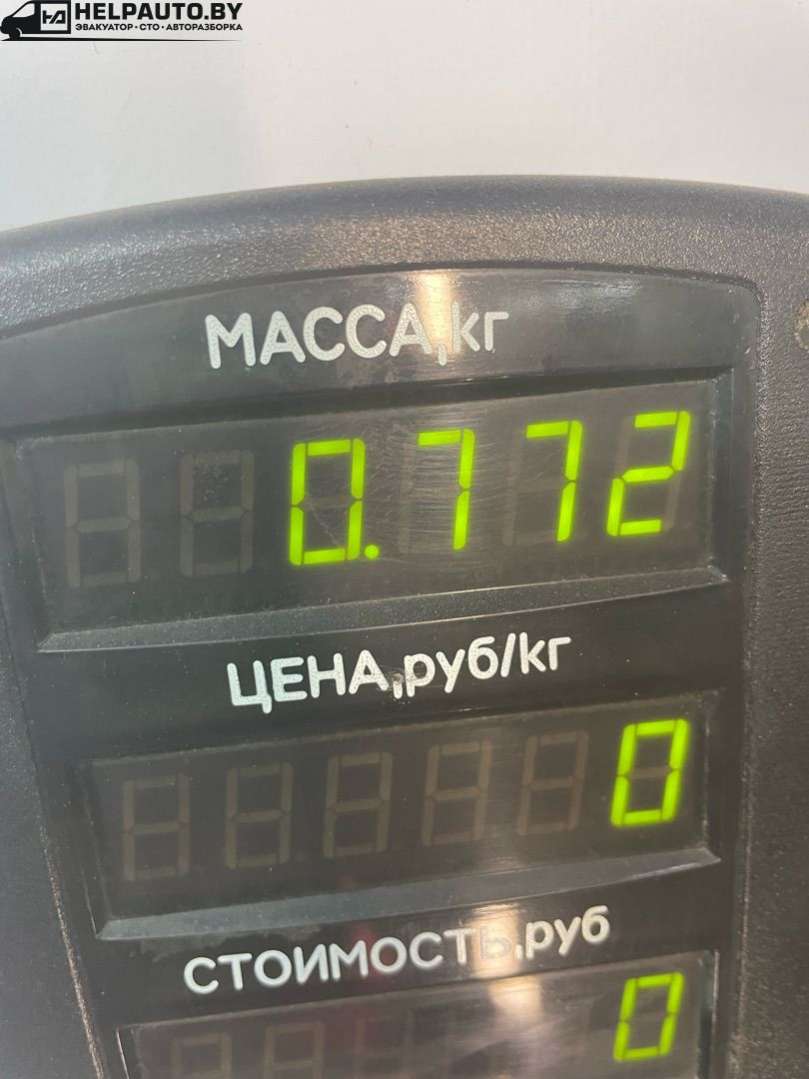 HELPAUTO.BY
ЭВАКУАТОР·СТО·АВТОРАЗБОРКА
МАССА,кг
0.772
ЦЕНА,руб/кг
0
СТОИМОСТЬ,руб
0